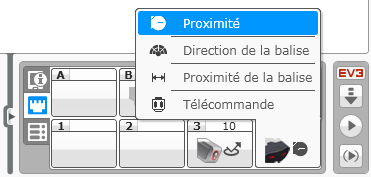 Proximité
Direction de la balise
Proximité de la balise
Télécommande
A
B
EV3
1
2
3 10